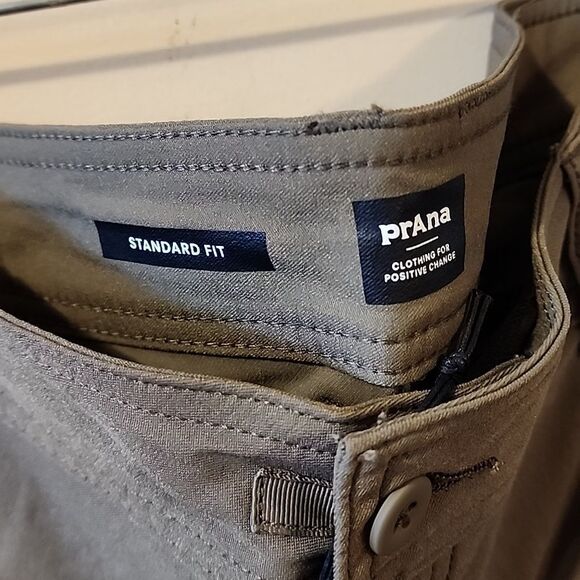 STANDARD FIT
prAna
CLOTHING FOR
POSITIVE CHANGE